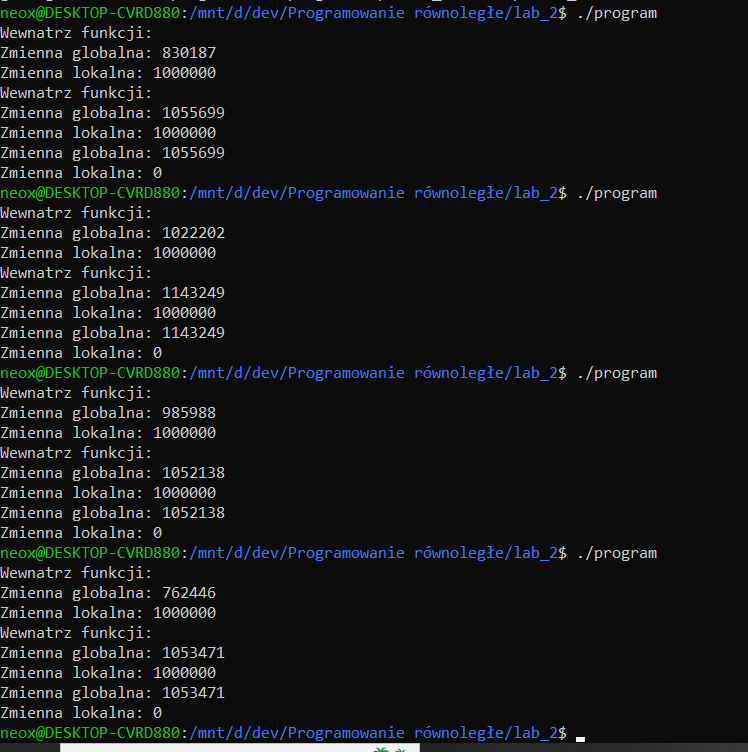 neox@DESKTOP-CVRD880:/mnt/d/dev/Programowanie równoległe/lab_2$ ./program
Wewnatrz funkcji:
Zmienna globalna: 830187
Zmienna lokalna: 1000000
Wewnatrz funkcji:
Zmienna globalna: 1055699
Zmienna lokalna: 1000000
Zmienna globalna: 1055699
Zmienna lokalna: 0
neox@DESKTOP-CVRD880:/mnt/d/dev/Programowanie równoległe/lab_2$ ./program
Wewnatrz funkcji:
Zmienna globalna: 1022202
Zmienna lokalna: 1000000
Wewnatrz funkcji:
Zmienna globalna: 1143249
Zmienna lokalna: 1000000
Zmienna globalna: 1143249
Zmienna lokalna: 0
neox@DESKTOP-CVRD880:/mnt/d/dev/Programowanie równoległe/lab_2$ ./program
Wewnatrz funkcji:
Zmienna globalna: 985988
Zmienna lokalna: 1000000
Wewnatrz funkcji:
Zmienna globalna: 1052138
Zmienna lokalna: 1000000
Zmienna globalna: 1052138
Zmienna lokalna: 0
neox@DESKTOP-CVRD880:/mnt/d/dev/Programowanie równoległe/lab_2$ ./program
Wewnatrz funkcji:
Zmienna globalna: 762446
Zmienna lokalna: 1000000
Wewnatrz funkcji:
Zmienna globalna: 1053471
Zmienna lokalna: 1000000
Zmienna globalna: 1053471
Zmienna lokalna: 0
neox@DESKTOP-CVRD880:/mnt/d/dev/Programowanie równoległe/lab_2$